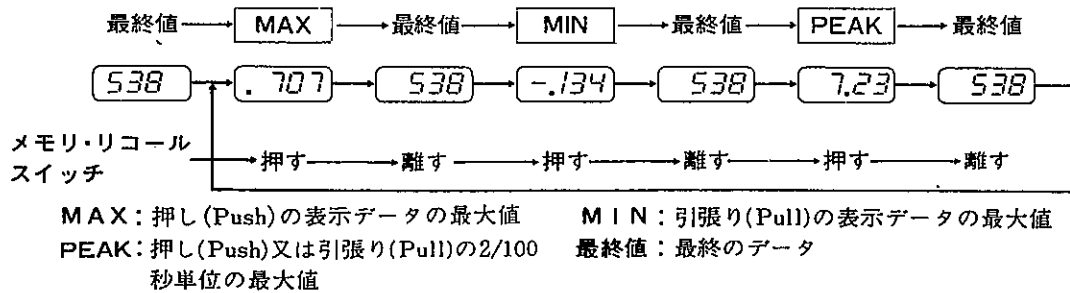 最終値 MAX 最終値 MIN 最終値 PEAK 最終値
538 .707 538 -.134 538 7.23 538
メモリ・リコール
スイッチ
押す 離す 押す 離す 押す 離す
MAX：押し(Push)の表示データの最大値 MIN：引張り(Pull)の表示データの最大値
PEAK：押し(Push)又は引張り(Pull)の2/100 最終値：最終のデータ
秒単位の最大値